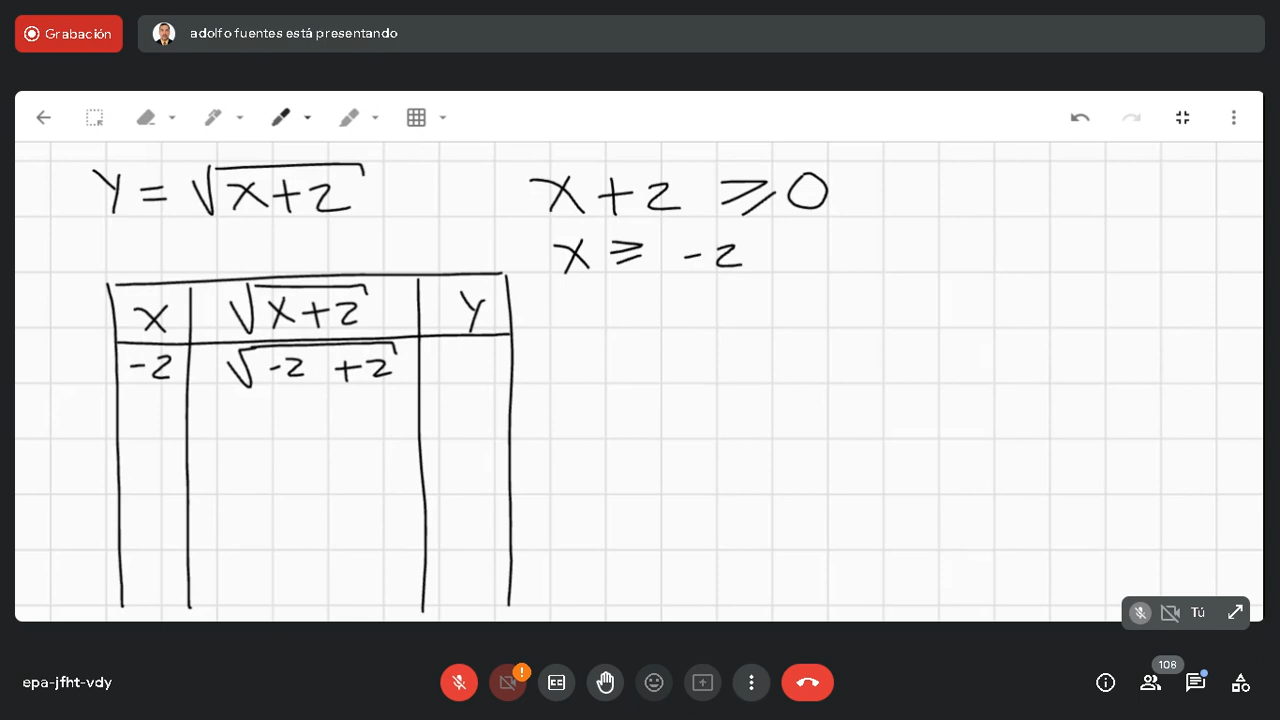 Grabación
adolfo fuentes está presentando
y = √(x+2)
x+2 ≥ 0
x ≥ -2
x √(x+2) y
-2 √(-2 +2)
Tú
epa-jfht-vdy
108